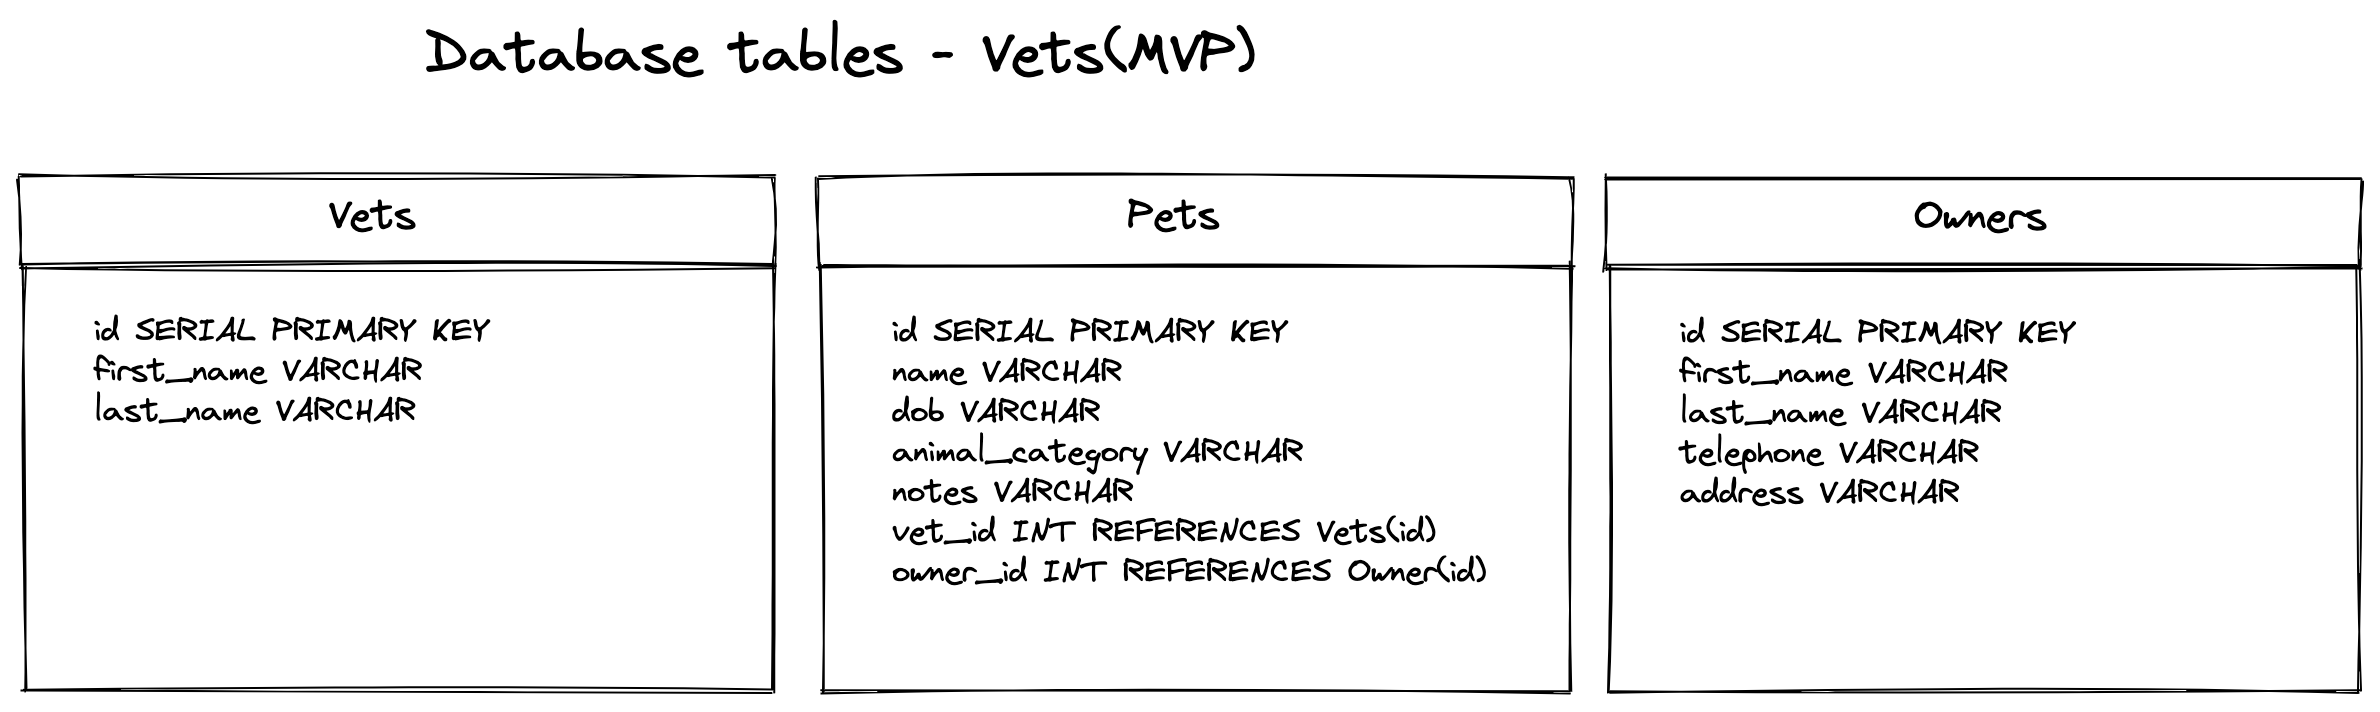 Database tables - Vets(MVP)
Vets
id SERIAL PRIMARY KEY
first_name VARCHAR
last_name VARCHAR
Pets
id SERIAL PRIMARY KEY
name VARCHAR
dob VARCHAR
animal_category VARCHAR
notes VARCHAR
vet_id INT REFERENCES Vets(id)
owner_id INT REFERENCES Owner(id)
Owners
id SERIAL PRIMARY KEY
first_name VARCHAR
last_name VARCHAR
telephone VARCHAR
address VARCHAR